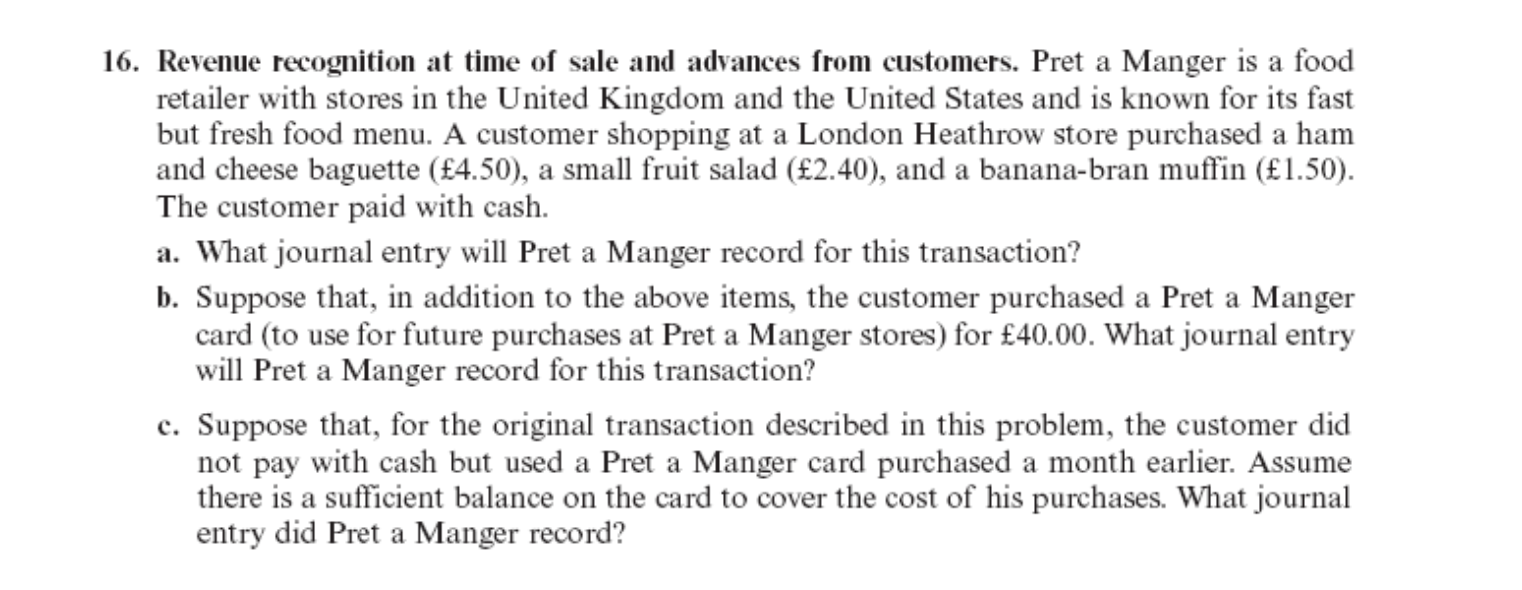 16. Revenue recognition at time of sale and advances from customers. Pret a Manger is a food
retailer with stores in the United Kingdom and the United States and is known for its fast
but fresh food menu. A customer shopping at a London Heathrow store purchased a ham
and cheese baguette (£4.50), a small fruit salad (£2.40), and a banana-bran muffin (£1.50).
The customer paid with cash.
a. What journal entry will Pret a Manger record for this transaction?
b. Suppose that, in addition to the above items, the customer purchased a Pret a Manger
card (to use for future purchases at Pret a Manger stores) for £40.00. What journal entry
will Pret a Manger record for this transaction?
c. Suppose that, for the original transaction described in this problem, the customer did
not pay with cash but used a Pret a Manger card purchased a month earlier. Assume
there is a sufficient balance on the card to cover the cost of his purchases. What journal
entry did Pret a Manger record?